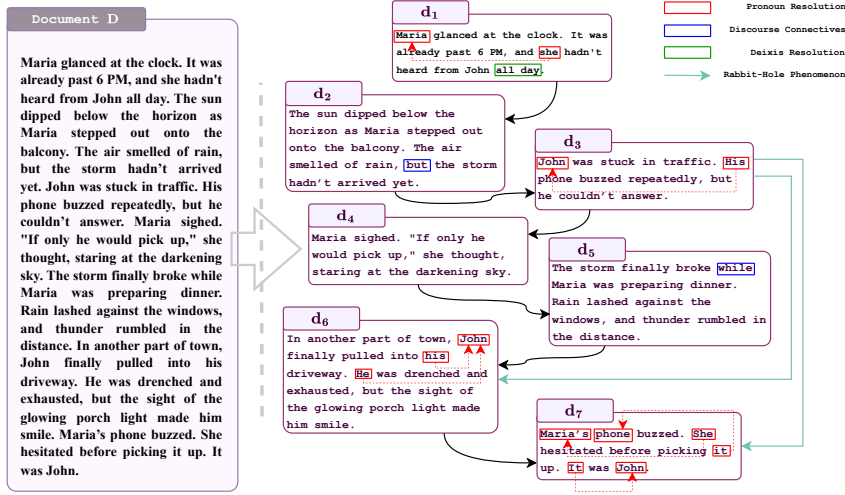 Document D
Maria glanced at the clock. It was
already past 6 PM, and she hadn't
heard from John all day. The sun
dipped below the horizon as
Maria stepped out onto the
balcony. The air smelled of rain,
but the storm hadn't arrived
yet. John was stuck in traffic. His
phone buzzed repeatedly, but he
couldn't answer. Maria sighed.
"If only he would pick up," she
thought, staring at the darkening
sky. The storm finally broke while
Maria was preparing dinner.
Rain lashed against the windows,
and thunder rumbled in the
distance. In another part of town,
John finally pulled into his
driveway. He was drenched and
exhausted, but the sight of the
glowing porch light made him
smile. Maria's phone buzzed. She
hesitated before picking it up. It
was John.
d1
Maria glanced at the clock. It was
already past 6 PM, and she hadn't
heard from John all day.
d2
The sun dipped below the
horizon as Maria stepped out
onto the balcony. The air
smelled of rain, but the storm
hadn't arrived yet.
d3
John was stuck in traffic. His
phone buzzed repeatedly, but
he couldn't answer.
d4
Maria sighed. "If only he
would pick up," she thought,
staring at the darkening sky.
d5
The storm finally broke while
Maria was preparing dinner.
Rain lashed against the
windows, and thunder rumbled in
the distance.
d6
In another part of town, John
finally pulled into his
driveway. He was drenched and
exhausted, but the sight of
the glowing porch light made
him smile.
d7
Maria's phone buzzed. She
hesitated before picking it
up. It was John.
Pronoun Resolution
Discourse Connectives
Deixis Resolution
Rabbit-Hole Phenomenon